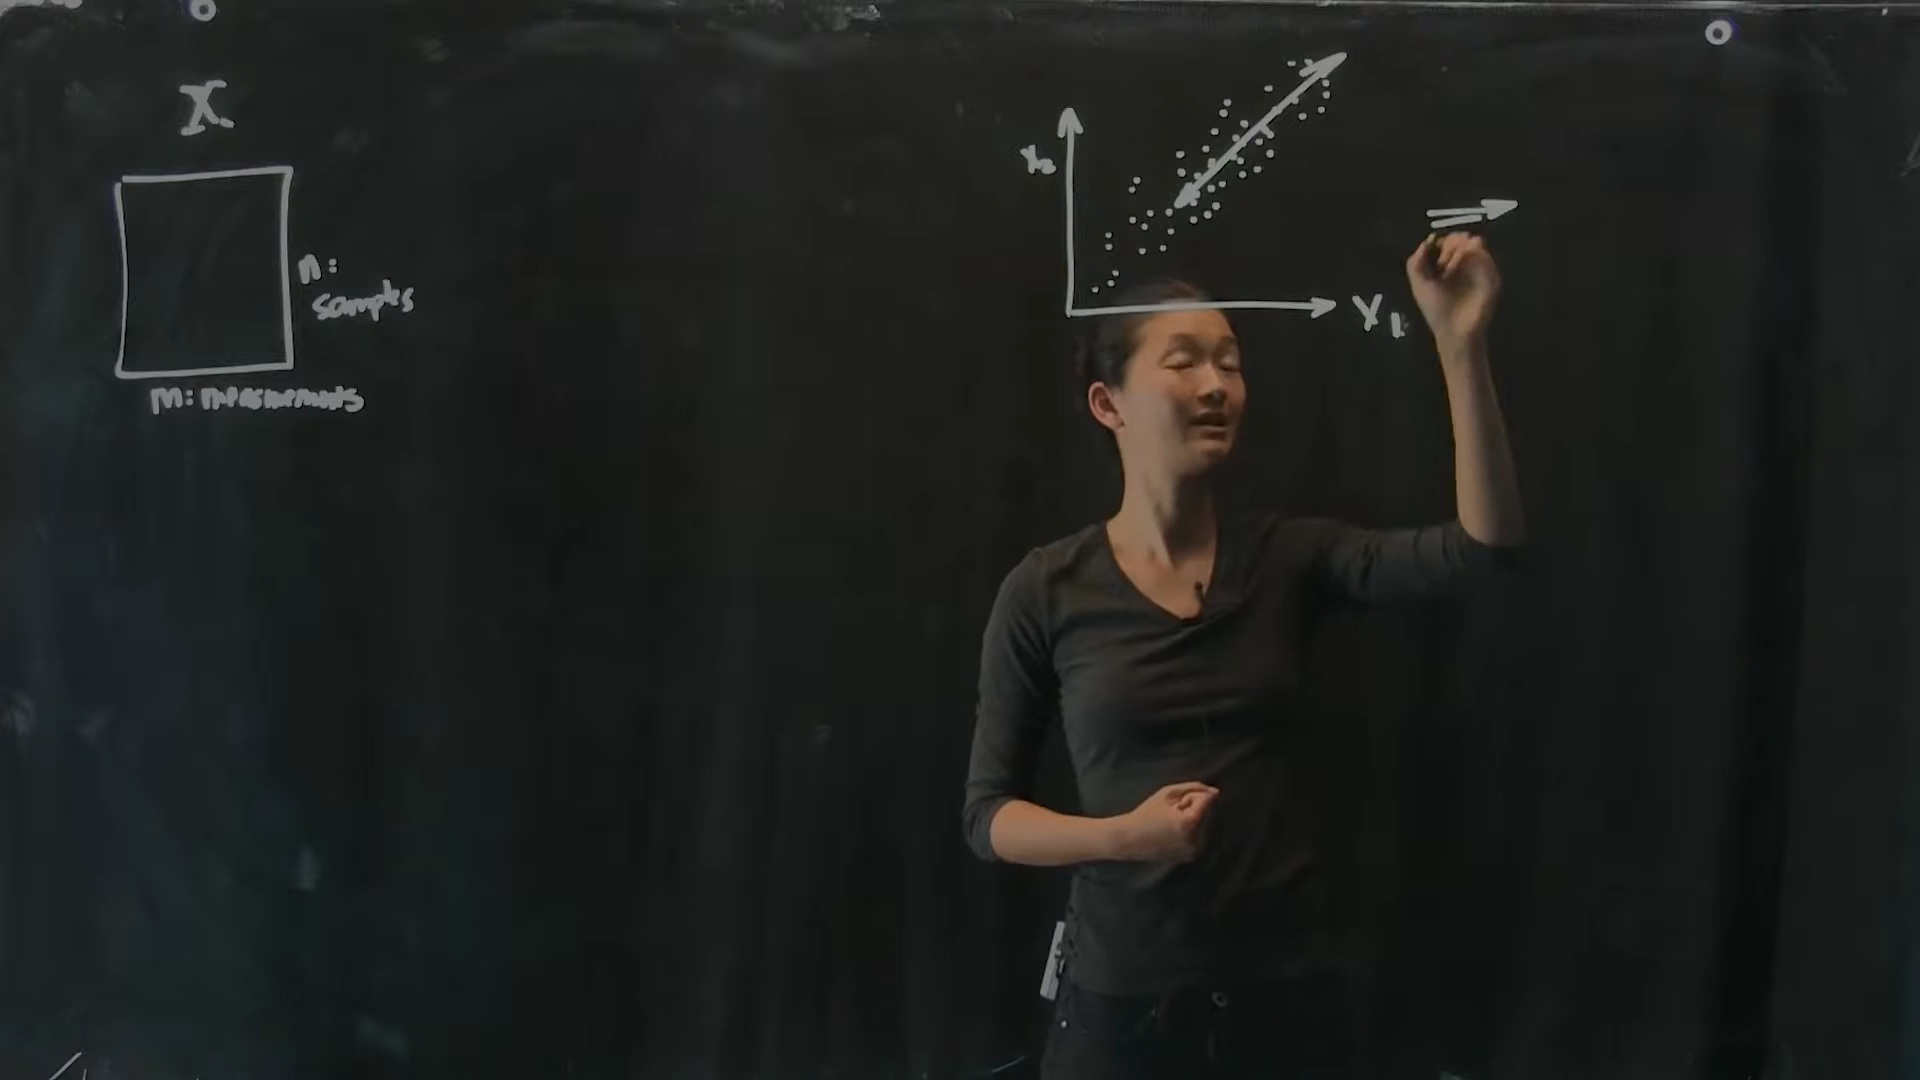 X
n:
samples
m: measurements
x₂
x₁